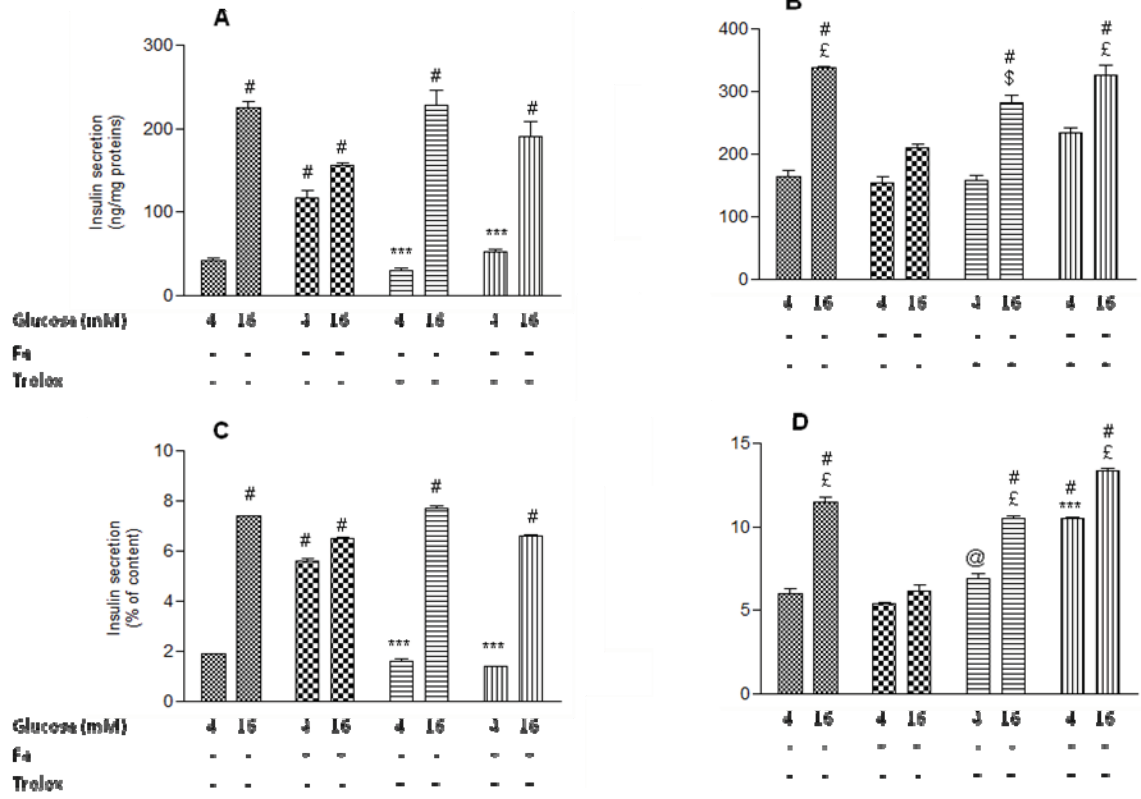 A
300
200
100
0
Insulin secretion
(ng/mg proteins)
# # # # # *** ***
Glucose (mM) 4 16 4 16 4 16 4 16
Fe - - - - - - - -
Trolox - - - - - - - -
B
400
300
200
100
0
# £ # $ # £
4 16 4 16 4 16 4 16
- - - - - - - -
- - - - - - - -
C
10
8
6
4
2
0
Insulin secretion
(% of content)
# # # # # *** ***
Glucose (mM) 4 16 4 16 4 16 4 16
Fe - - - - - - - -
Trolox - - - - - - - -
D
15
10
5
0
# £ @ # £ # *** # £
4 16 4 16 4 16 4 16
- - - - - - - -
- - - - - - - -